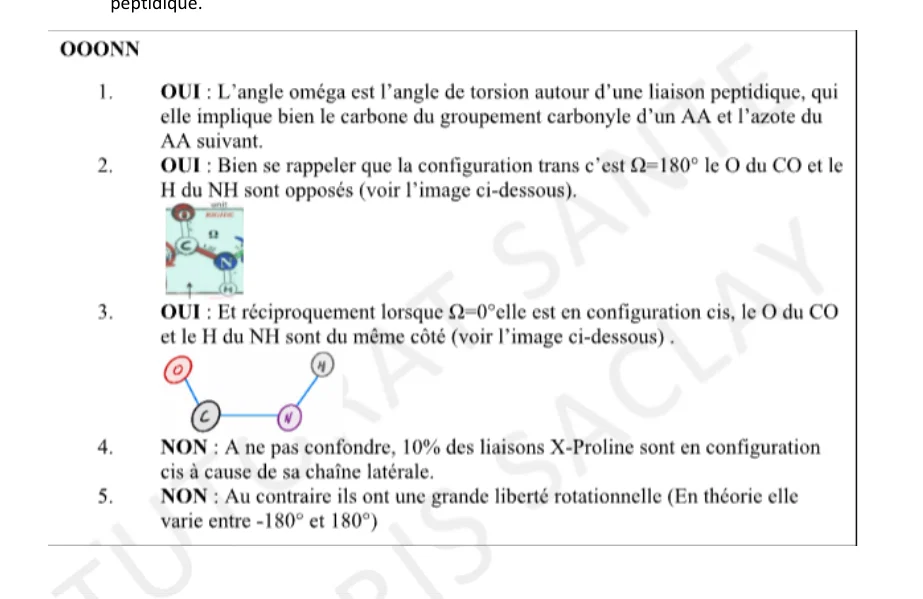 peptidique.
OOONN
1. OUI : L'angle oméga est l'angle de torsion autour d'une liaison peptidique, qui
elle implique bien le carbone du groupement carbonyle d'un AA et l'azote du
AA suivant.
2. OUI : Bien se rappeler que la configuration trans c'est Ω=180° le O du CO et le
H du NH sont opposés (voir l'image ci-dessous).
unit
O
Ω
C
N
H
3. OUI : Et réciproquement lorsque Ω=0°elle est en configuration cis, le O du CO
et le H du NH sont du même côté (voir l'image ci-dessous) .
O
H
C
N
4. NON : A ne pas confondre, 10% des liaisons X-Proline sont en configuration
cis à cause de sa chaîne latérale.
5. NON : Au contraire ils ont une grande liberté rotationnelle (En théorie elle
varie entre -180° et 180°)
TUTORAT SANTE
PARIS SACLAY